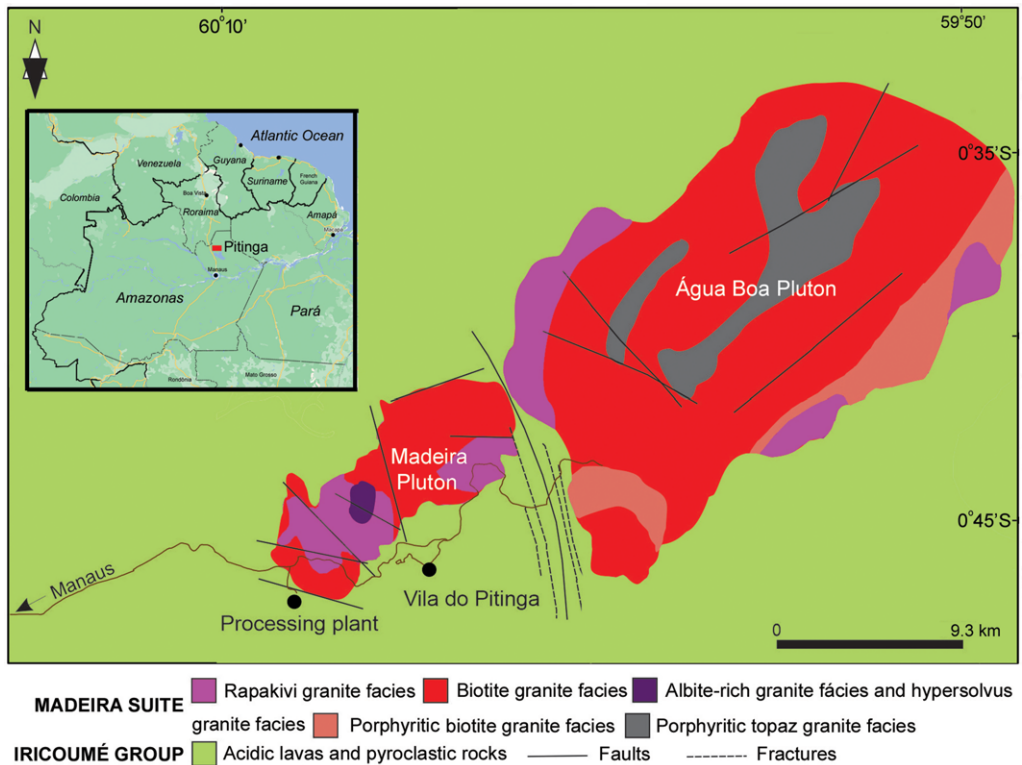 60°10'
59°50'
N
Atlantic Ocean
Venezuela
Guyana
Suriname
French
Guiana
Colombia
Boa Vista
Roraima
Amapá
Macapá
Pitinga
Manaus
Amazonas
Pará
Rondônia
Mato Grosso
0°35'S
Água Boa Pluton
Madeira
Pluton
0°45'S
Manaus
Vila do Pitinga
Processing plant
0 9.3 km
MADEIRA SUITE Rapakivi granite facies Biotite granite facies Albite-rich granite fácies and hypersolvus
granite facies Porphyritic biotite granite facies Porphyritic topaz granite facies
IRICOUMÉ GROUP Acidic lavas and pyroclastic rocks Faults Fractures